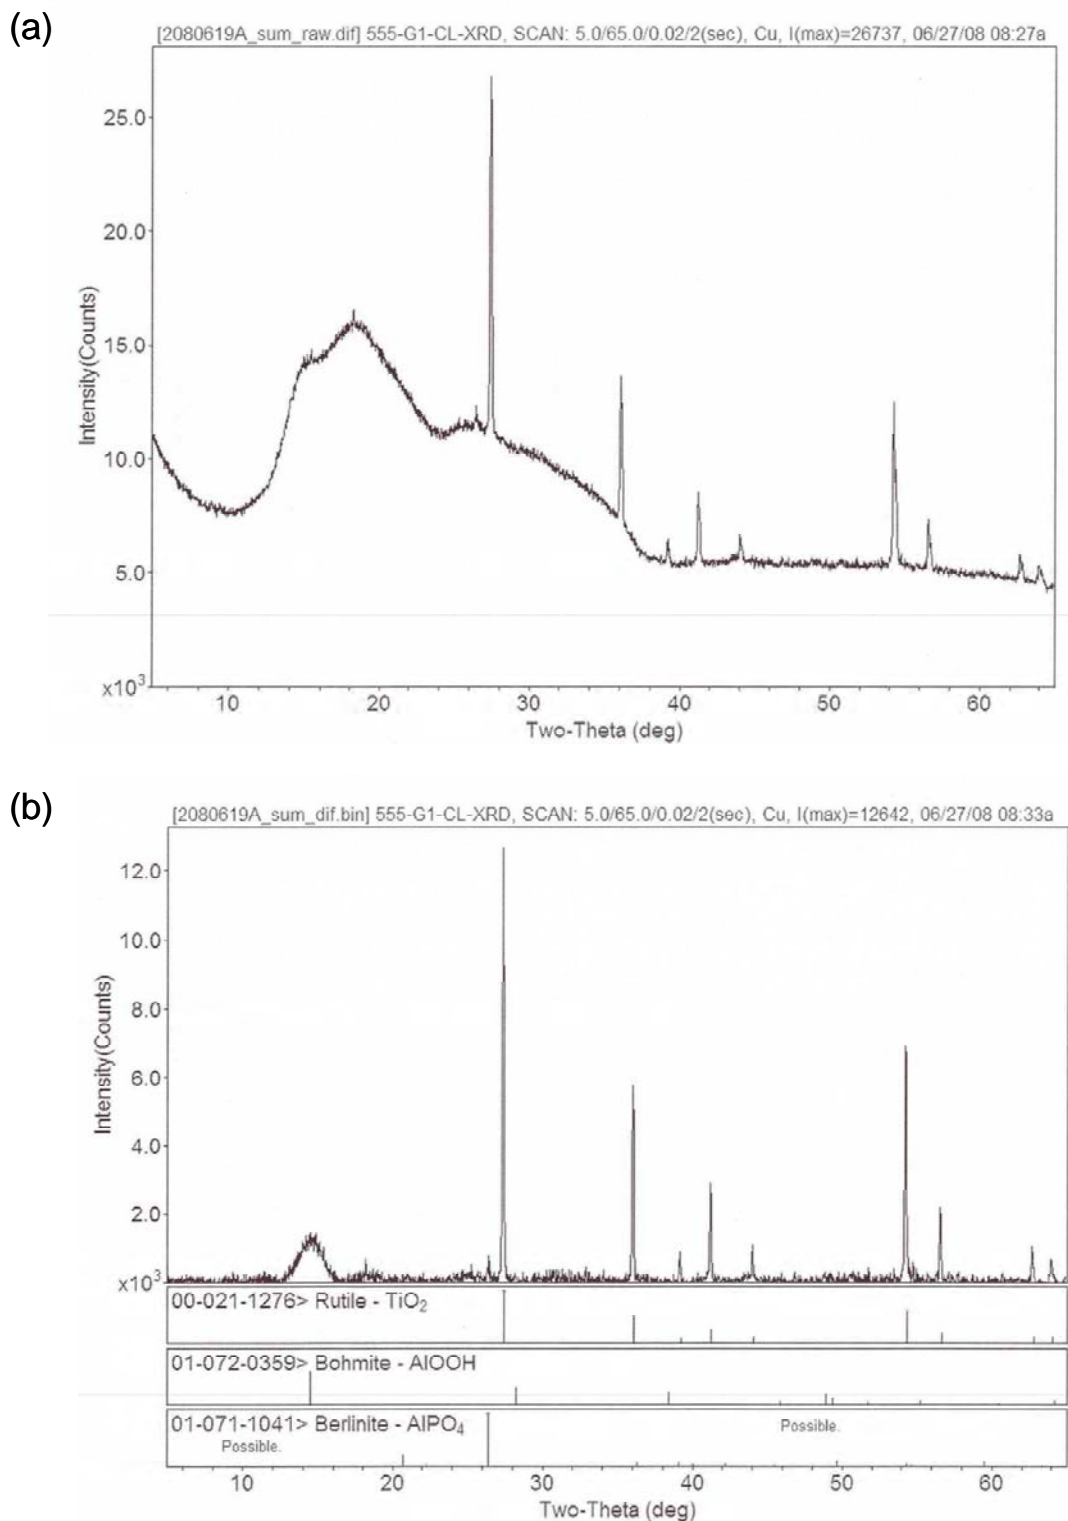 (a)
[2080619A_sum_raw.dif] 555-G1-CL-XRD, SCAN: 5.0/65.0/0.02/2(sec), Cu, I(max)=26737, 06/27/08 08:27a
25.0
20.0
15.0
10.0
5.0
x10³
Intensity(Counts)
10 20 30 40 50 60
Two-Theta (deg)
(b)
[2080619A_sum_dif.bin] 555-G1-CL-XRD, SCAN: 5.0/65.0/0.02/2(sec), Cu, I(max)=12642, 06/27/08 08:33a
12.0
10.0
8.0
6.0
4.0
2.0
x10³
Intensity(Counts)
00-021-1276> Rutile - TiO₂
01-072-0359> Bohmite - AlOOH
01-071-1041> Berlinite - AlPO₄
Possible.
Possible.
10 20 30 40 50 60
Two-Theta (deg)